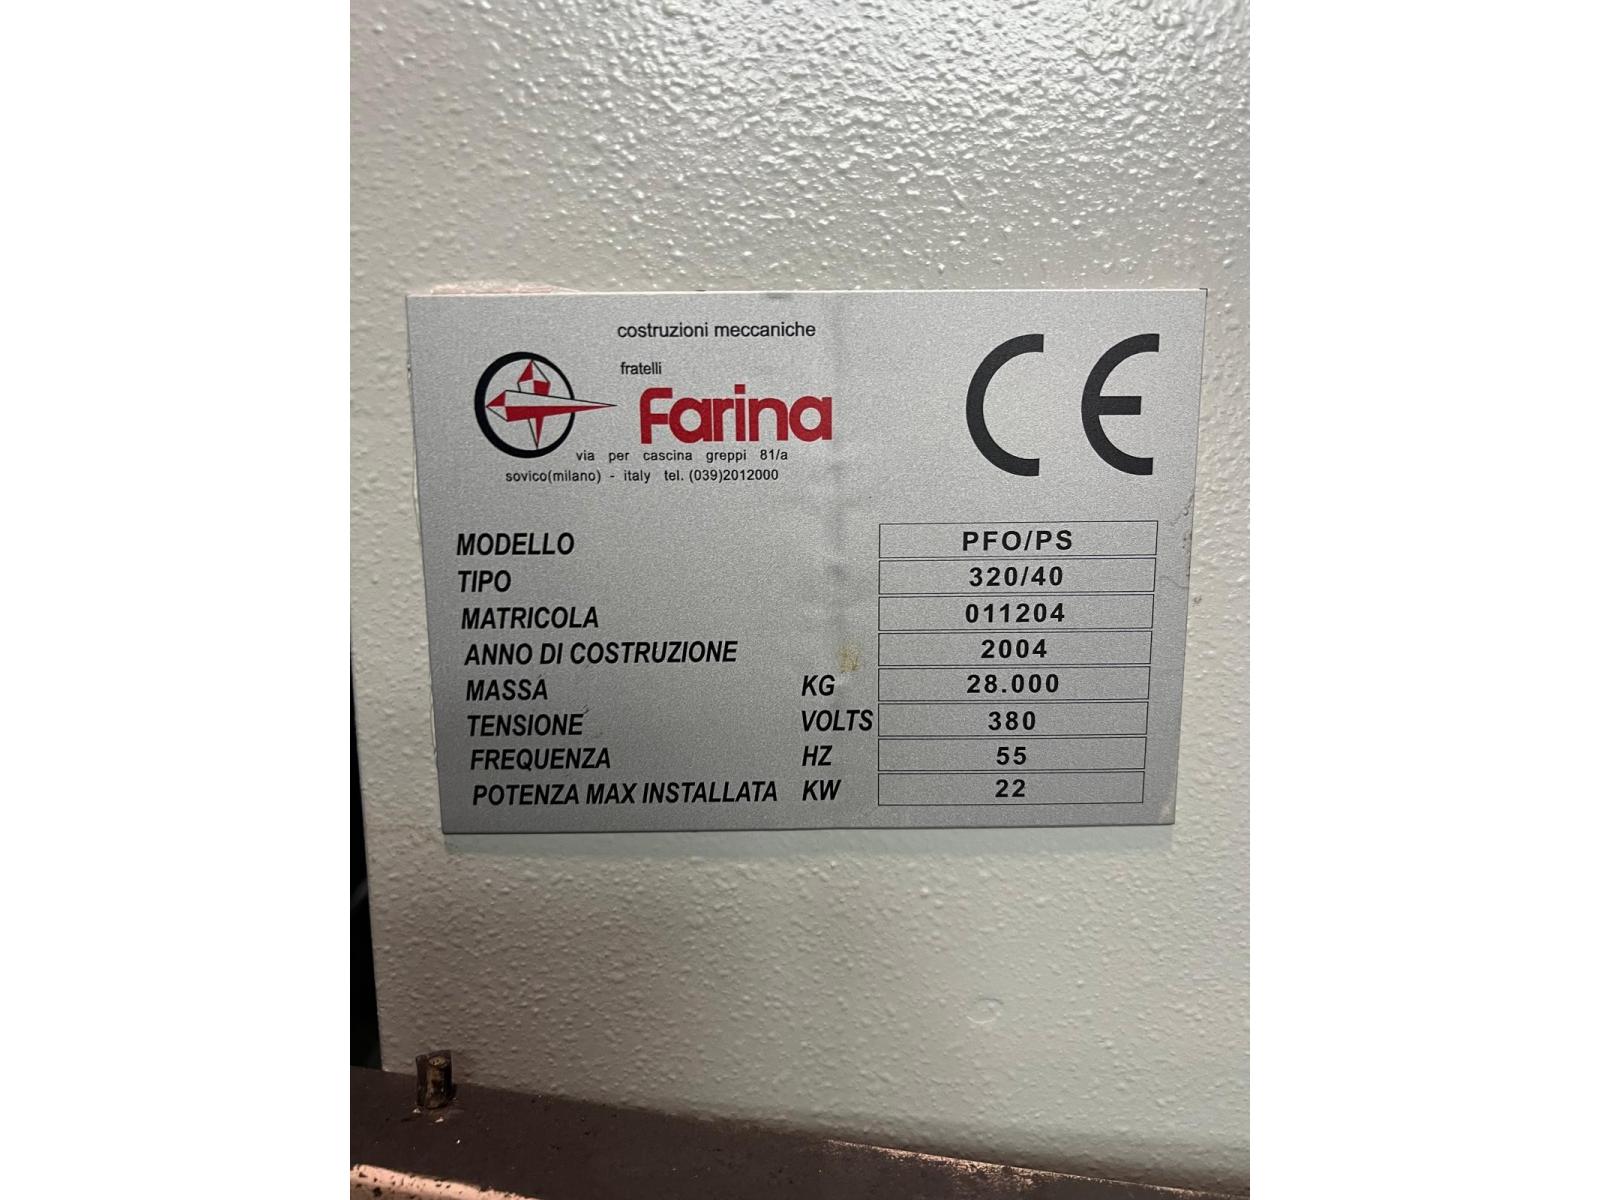 costruzioni meccaniche
fratelli
Farina
via per cascina greppi 81/a
sovico(milano) - italy tel. (039)2012000
CE
MODELLO PFO/PS
TIPO 320/40
MATRICOLA 011204
ANNO DI COSTRUZIONE 2004
MASSA KG 28.000
TENSIONE VOLTS 380
FREQUENZA HZ 55
POTENZA MAX INSTALLATA KW 22